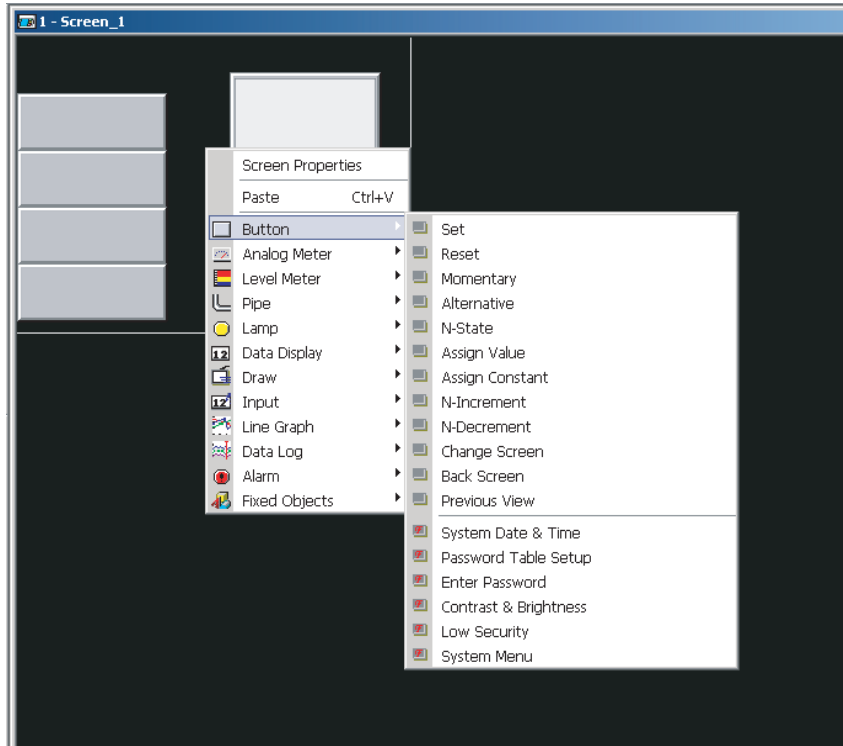 1 - Screen_1
Screen Properties
Paste Ctrl+V
Button
Analog Meter
Level Meter
Pipe
Lamp
12 Data Display
Draw
12 Input
Line Graph
Data Log
Alarm
Fixed Objects
Set
Reset
Momentary
Alternative
N-State
Assign Value
Assign Constant
N-Increment
N-Decrement
Change Screen
Back Screen
Previous View
System Date & Time
Password Table Setup
Enter Password
Contrast & Brightness
Low Security
System Menu